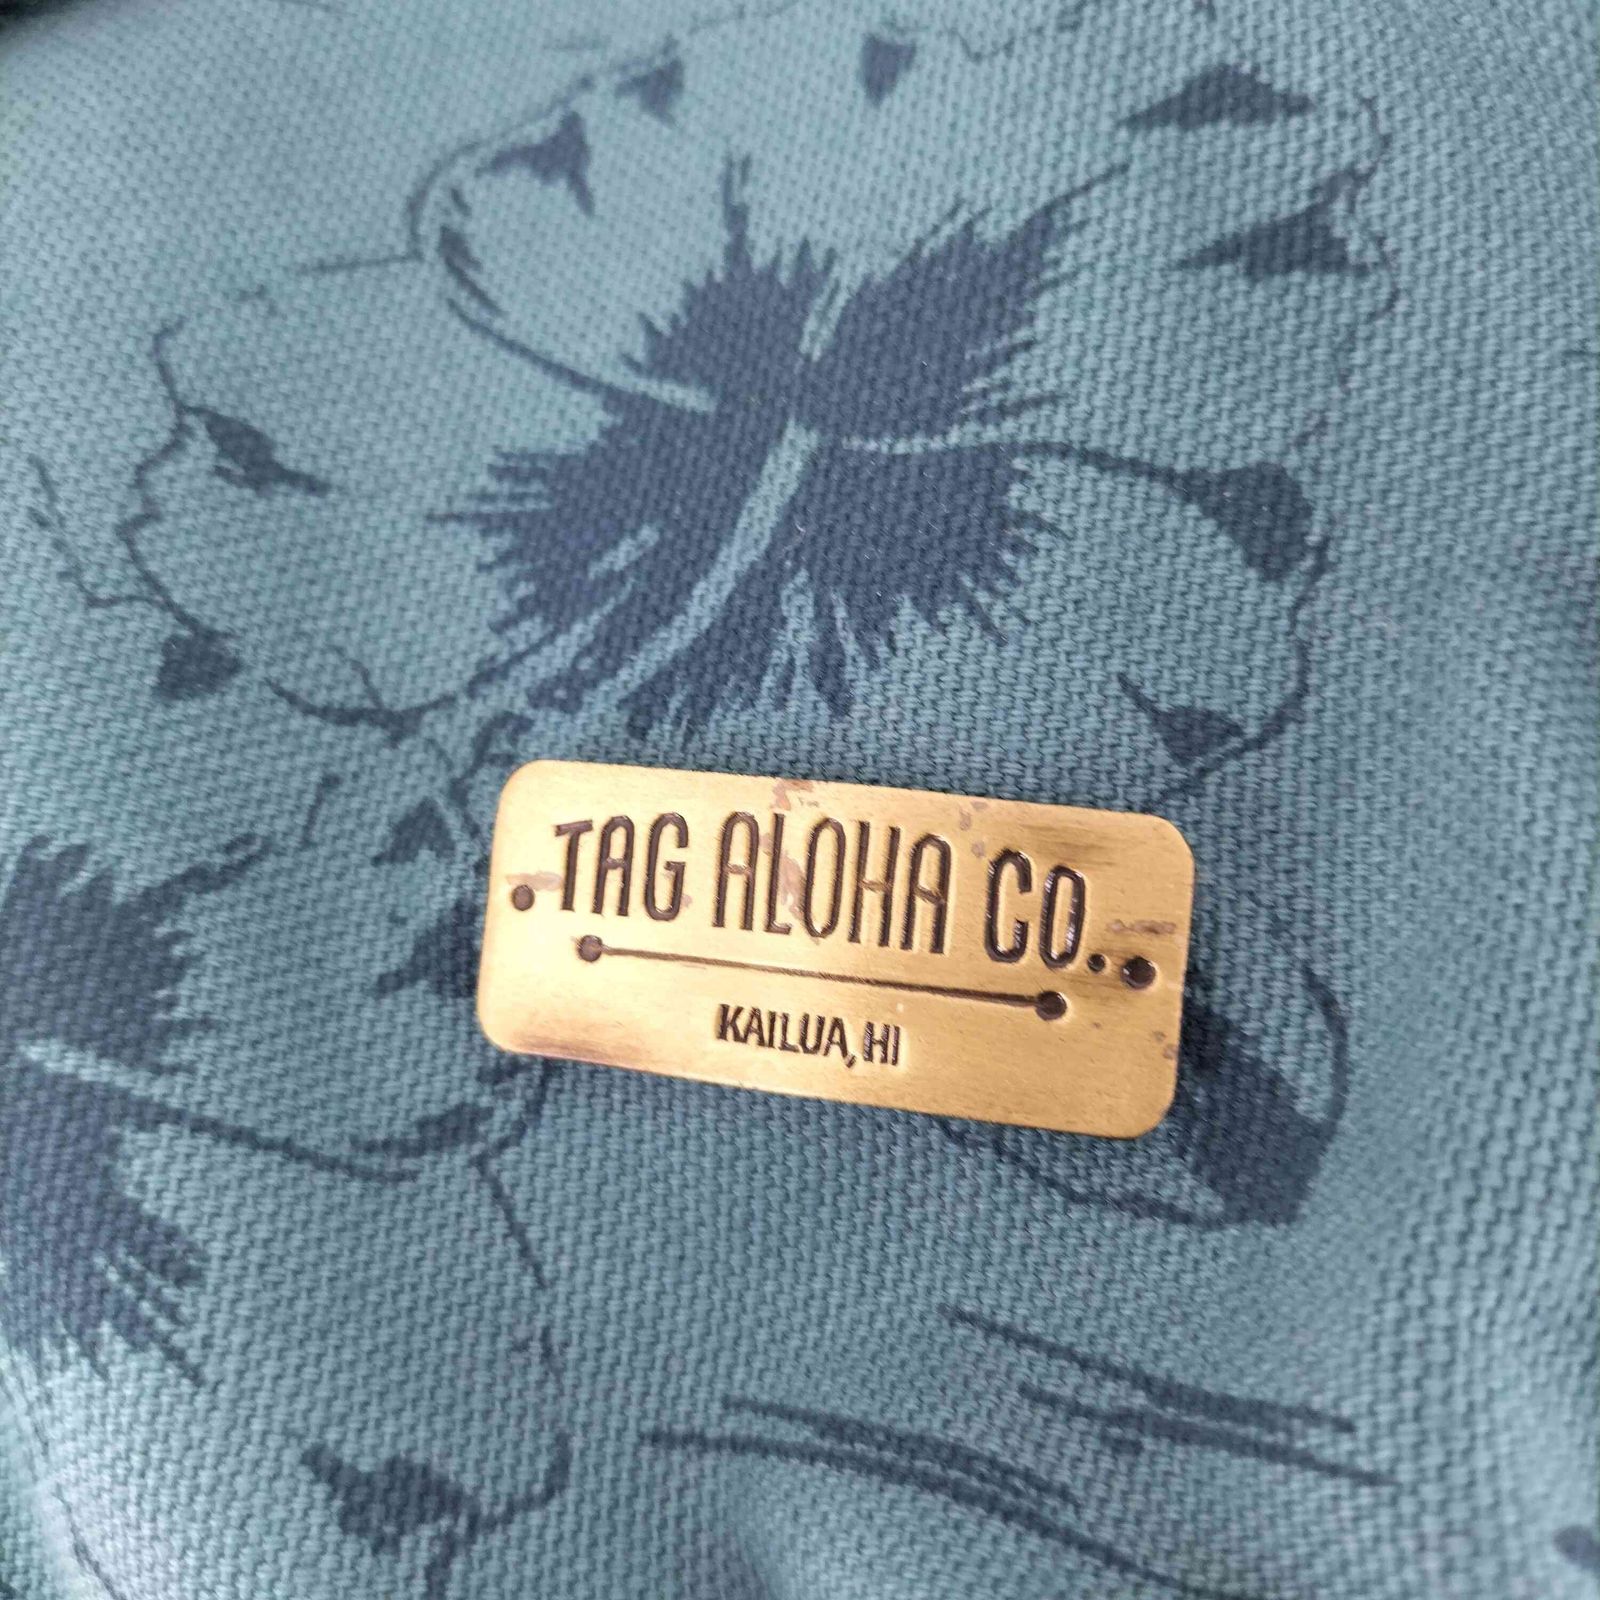 TAG ALOHA CO.
KAILUA, HI